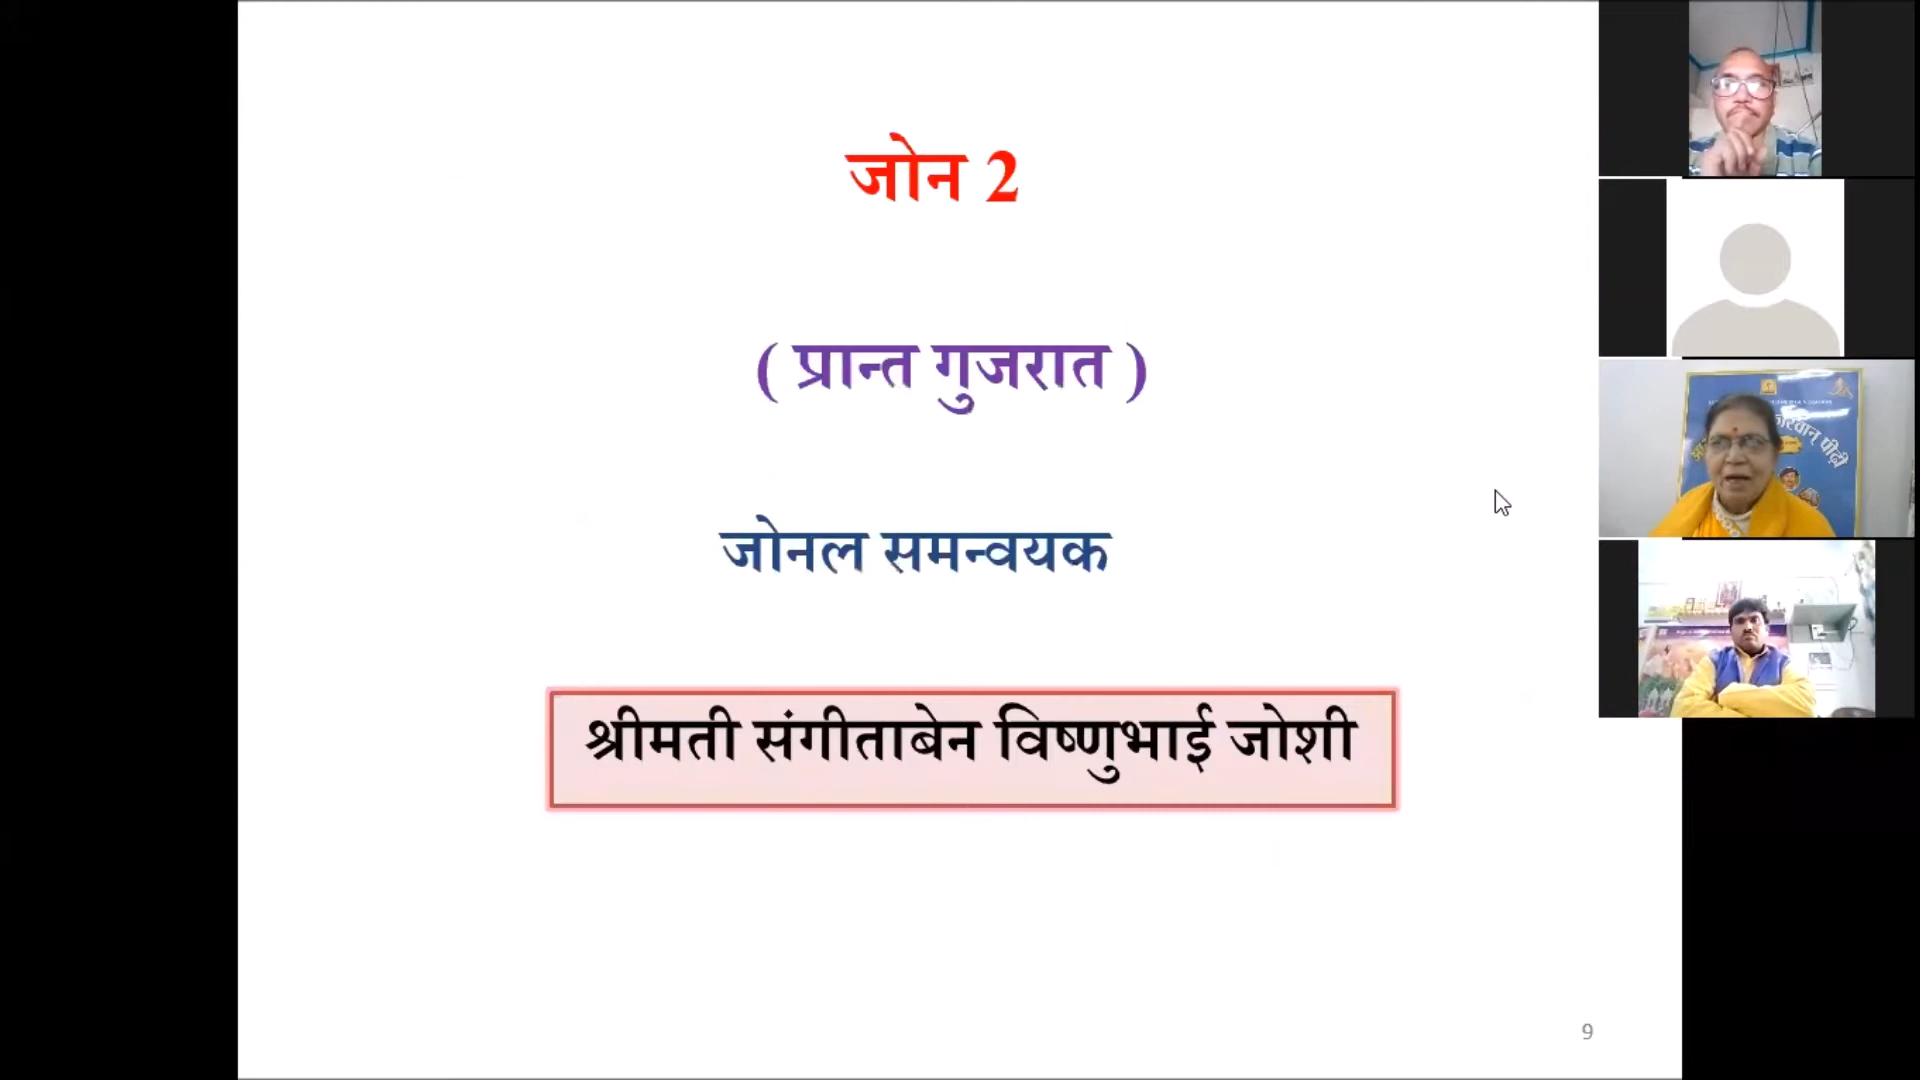 जोन 2
( प्रान्त गुजरात )
जोनल समन्वयक
श्रीमती संगीताबेन विष्णुभाई जोशी
9